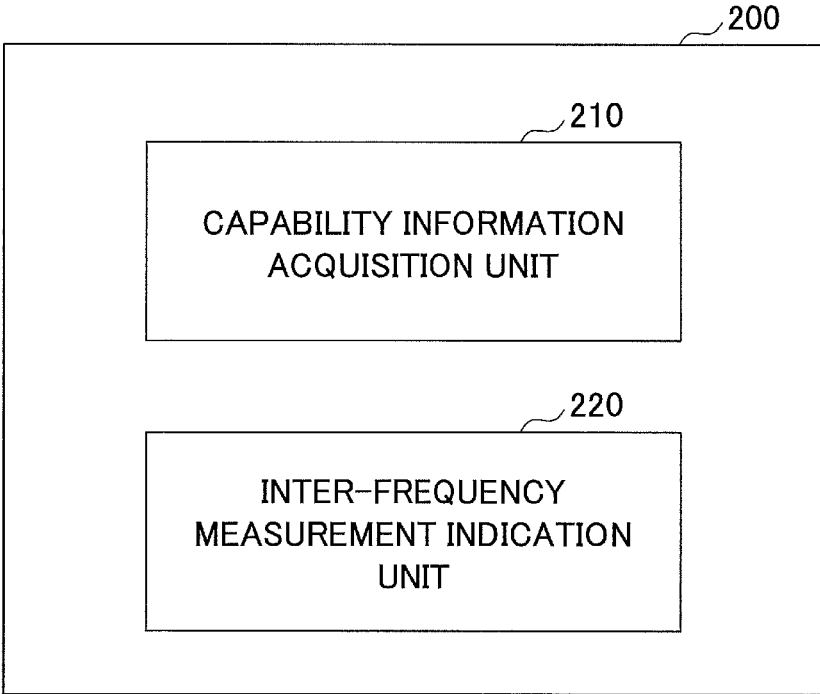 200
210
CAPABILITY INFORMATION
ACQUISITION UNIT
220
INTER-FREQUENCY
MEASUREMENT INDICATION
UNIT